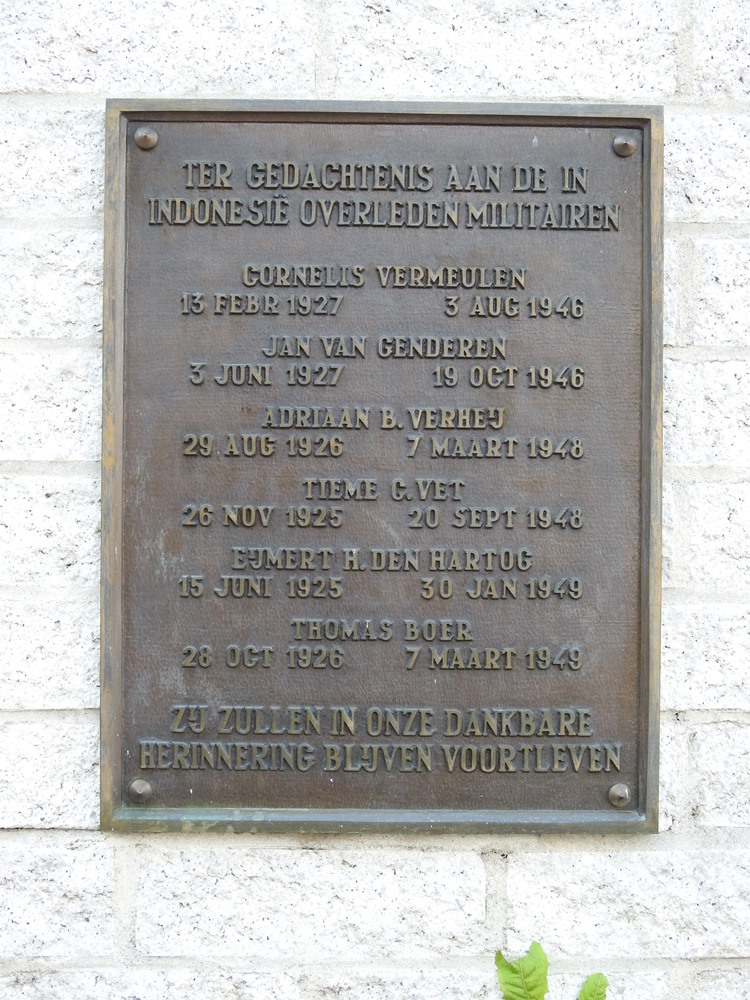 TER GEDACHTENIS AAN DE IN
INDONESIË OVERLEDEN MILITAIREN
CORNELIS VERMEULEN
13 FEBR 1927 3 AUG 1946
JAN VAN GENDEREN
3 JUNI 1927 19 OCT 1946
ADRIAAN B. VERHEIJ
29 AUG 1926 7 MAART 1948
TIEME G. VET
26 NOV 1925 20 SEPT 1948
EIJMERT H. DEN HARTOG
15 JUNI 1925 30 JAN 1949
THOMAS BOER
28 OCT 1926 7 MAART 1949
ZIJ ZULLEN IN ONZE DANKBARE
HERINNERING BLIJVEN VOORTLEVEN